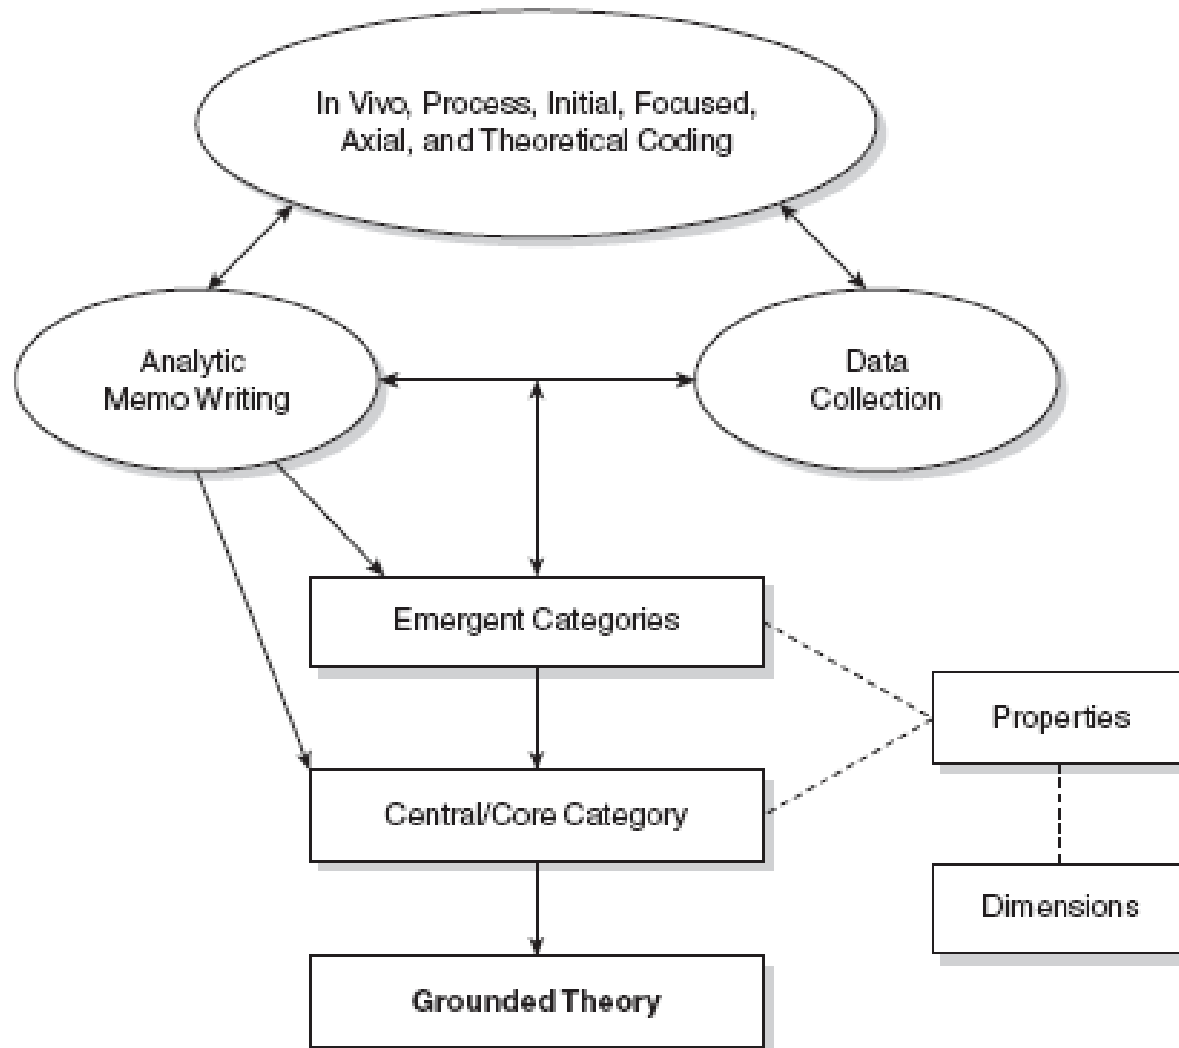 In Vivo, Process, Initial, Focused,
Axial, and Theoretical Coding
Analytic
Memo Writing
Data
Collection
Emergent Categories
Properties
Central/Core Category
Dimensions
Grounded Theory